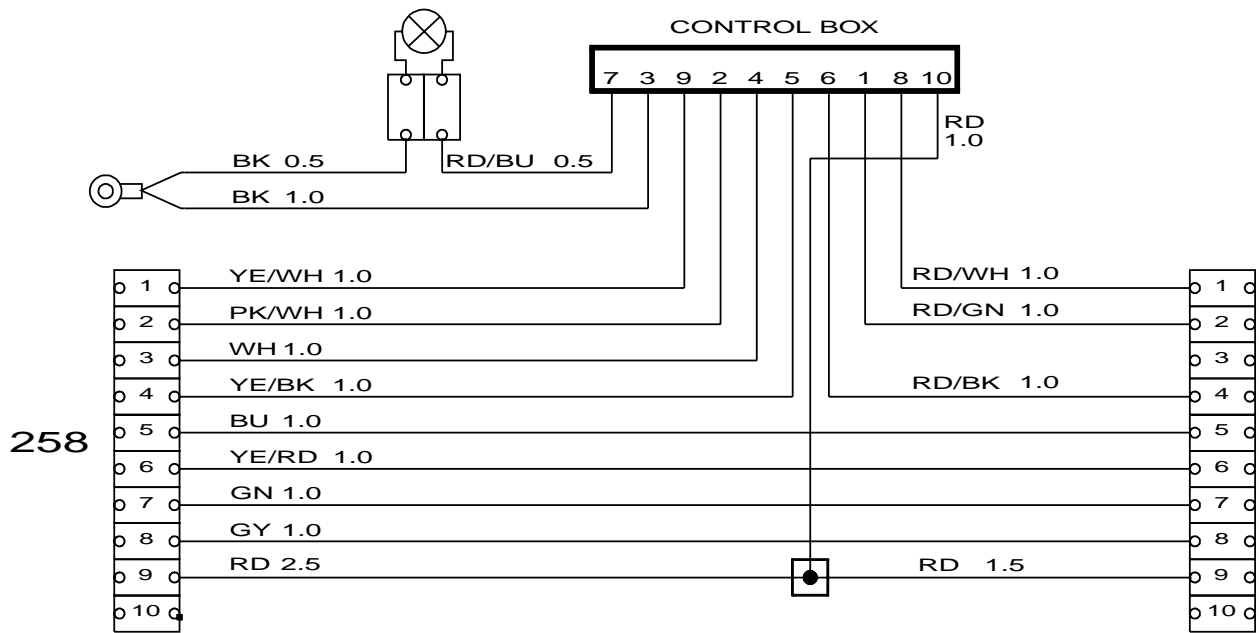 CONTROL BOX
7 3 9 2 4 5 6 1 8 10
RD
1.0
BK 0.5
RD/BU 0.5
BK 1.0
1 YE/WH 1.0 RD/WH 1.0 1
2 PK/WH 1.0 RD/GN 1.0 2
3 WH 1.0 3
4 YE/BK 1.0 RD/BK 1.0 4
258
5 BU 1.0 5
6 YE/RD 1.0 6
7 GN 1.0 7
8 GY 1.0 8
9 RD 2.5 RD 1.5 9
10 10